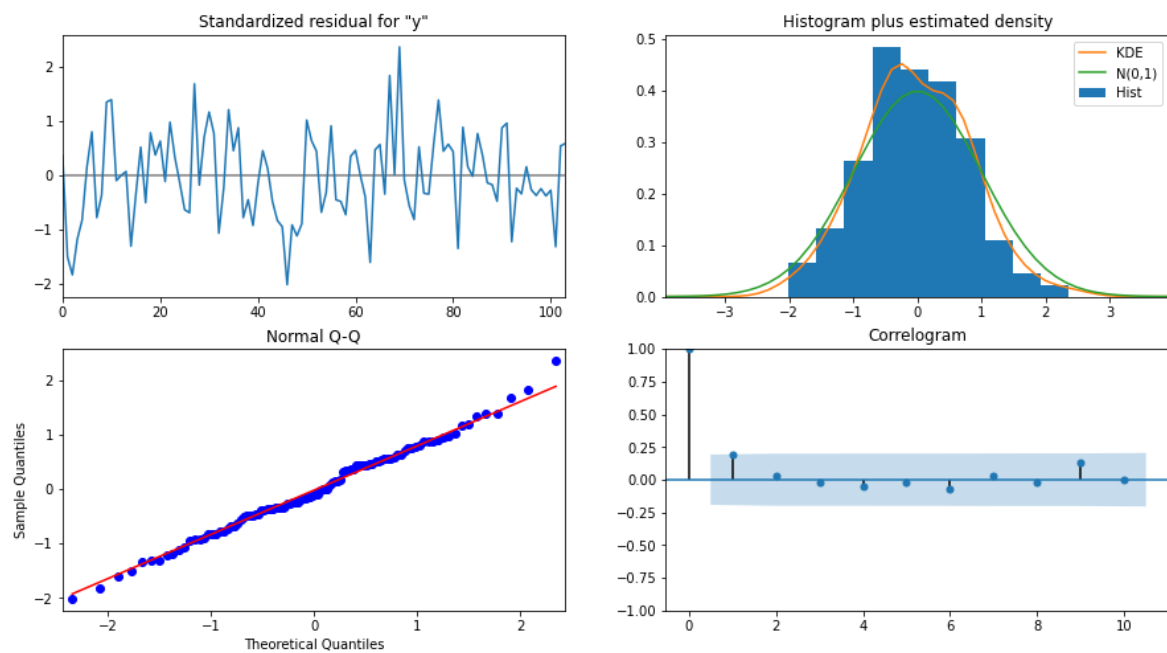 Standardized residual for "y"
2
1
0
−1
−2
0 20 40 60 80 100
Histogram plus estimated density
KDE
N(0,1)
Hist
0.5
0.4
0.3
0.2
0.1
0.0
−3 −2 −1 0 1 2 3
Normal Q-Q
Sample Quantiles
2
1
0
−1
−2
−2 −1 0 1 2
Theoretical Quantiles
Correlogram
1.00
0.75
0.50
0.25
0.00
−0.25
−0.50
−0.75
−1.00
0 2 4 6 8 10